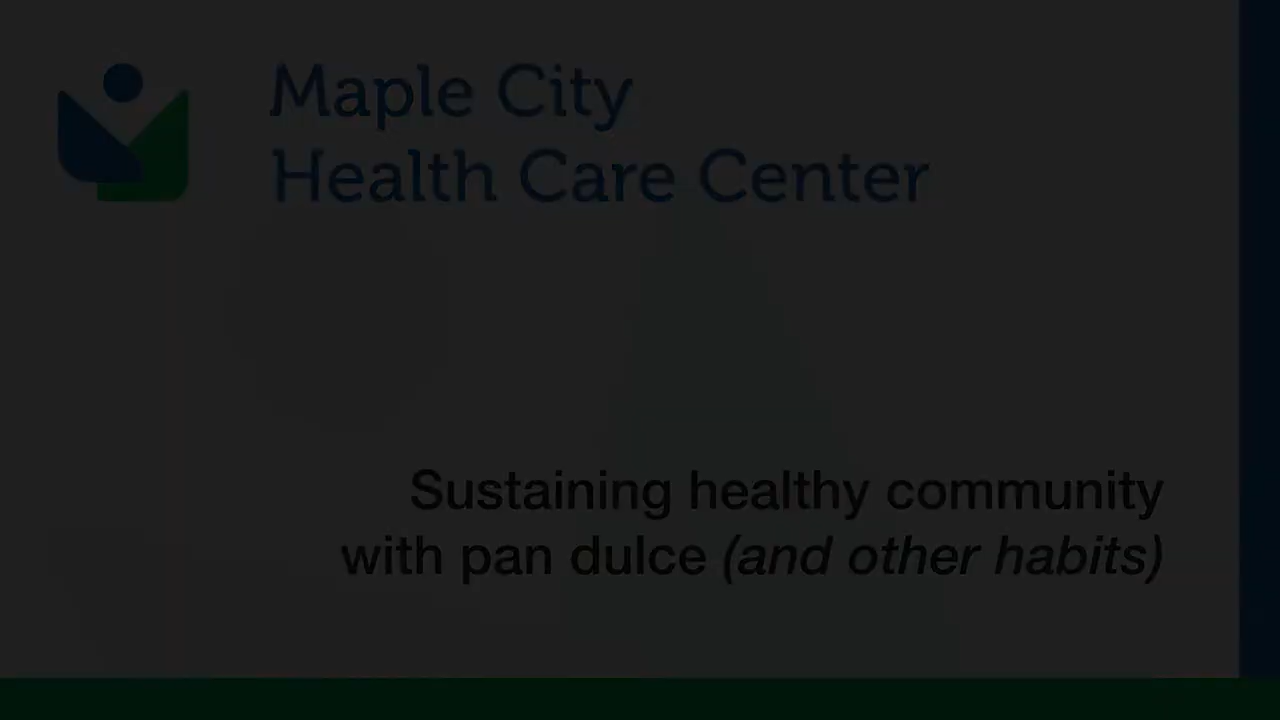 Maple City
Health Care Center
Sustaining healthy community
with pan dulce (and other habits)